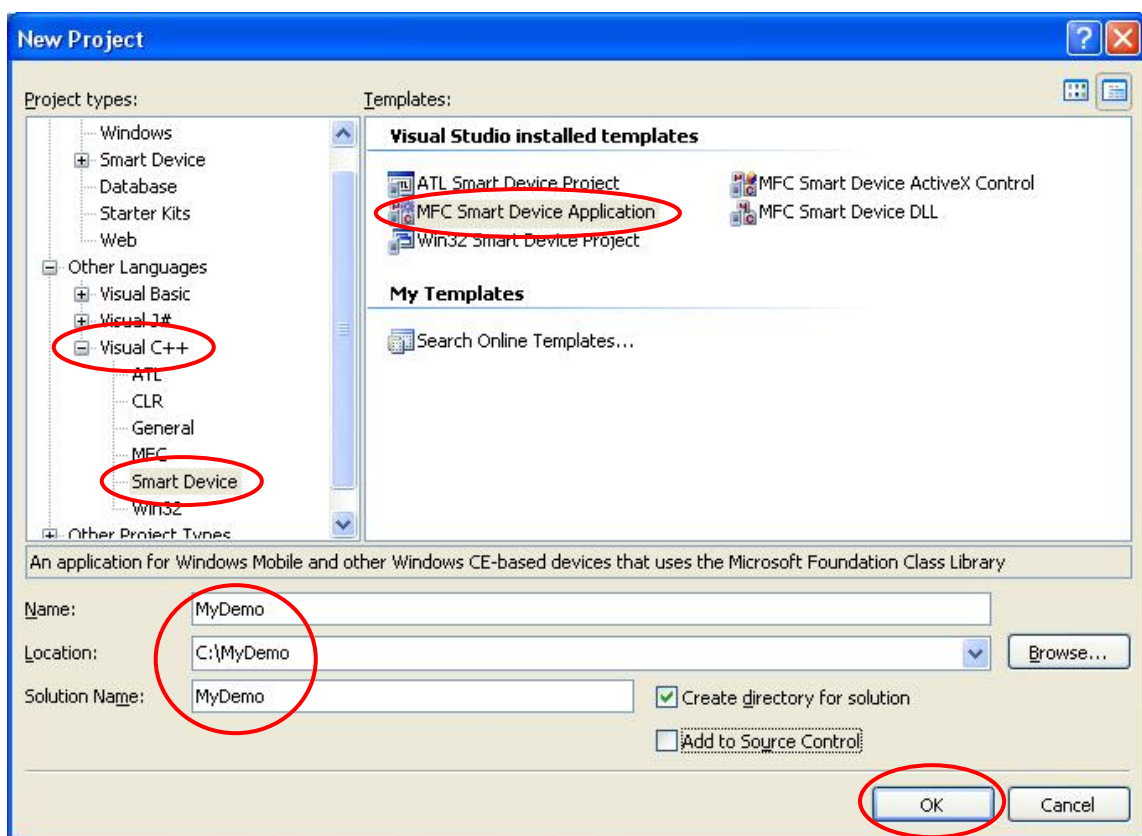 New Project
Project types:
Templates:
Windows
Smart Device
Database
Starter Kits
Web
Other Languages
Visual Basic
Visual J#
Visual C++
ATL
CLR
General
MFC
Smart Device
Win32
Other Project Types
Visual Studio installed templates
ATL Smart Device Project
MFC Smart Device ActiveX Control
MFC Smart Device Application
MFC Smart Device DLL
Win32 Smart Device Project
My Templates
Search Online Templates...
An application for Windows Mobile and other Windows CE-based devices that uses the Microsoft Foundation Class Library
Name: MyDemo
Location: C:\MyDemo
Browse...
Solution Name: MyDemo
Create directory for solution
Add to Source Control
OK
Cancel